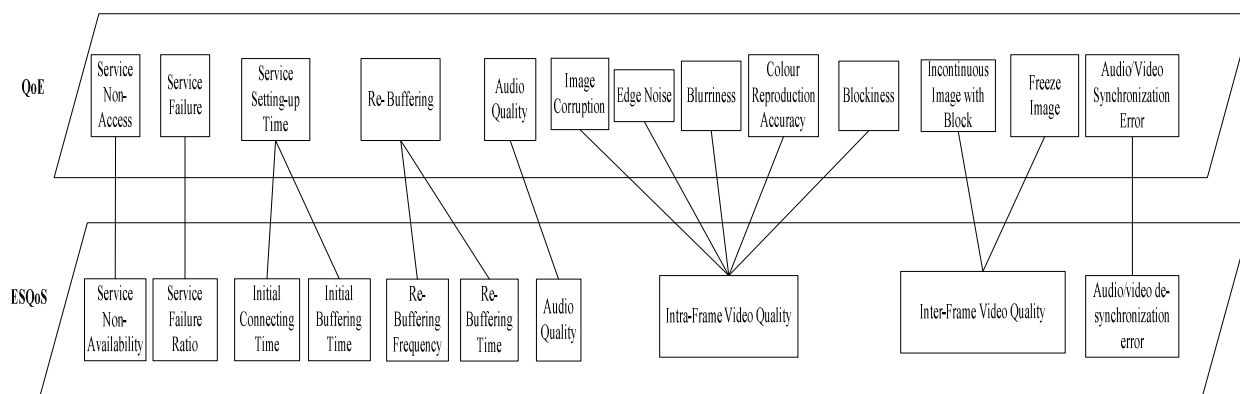 QoE
Service
Non-
Access
Service
Failure
Service
Setting-up
Time
Re- Buffering
Audio
Quality
Image
Corruption
Edge Noise
Blurriness
Colour
Reproduction
Accuracy
Blockiness
Incontinuous
Image with
Block
Freeze
Image
Audio/Video
Synchronization
Error
ESQoS
Service
Non-
Availability
Service
Failure
Ratio
Initial
Connecting
Time
Initial
Buffering
Time
Re-
Buffering
Frequency
Re-
Buffering
Time
Audio
Quality
Intra-Frame Video Quality
Inter-Frame Video Quality
Audio/video de-
synchronization
error